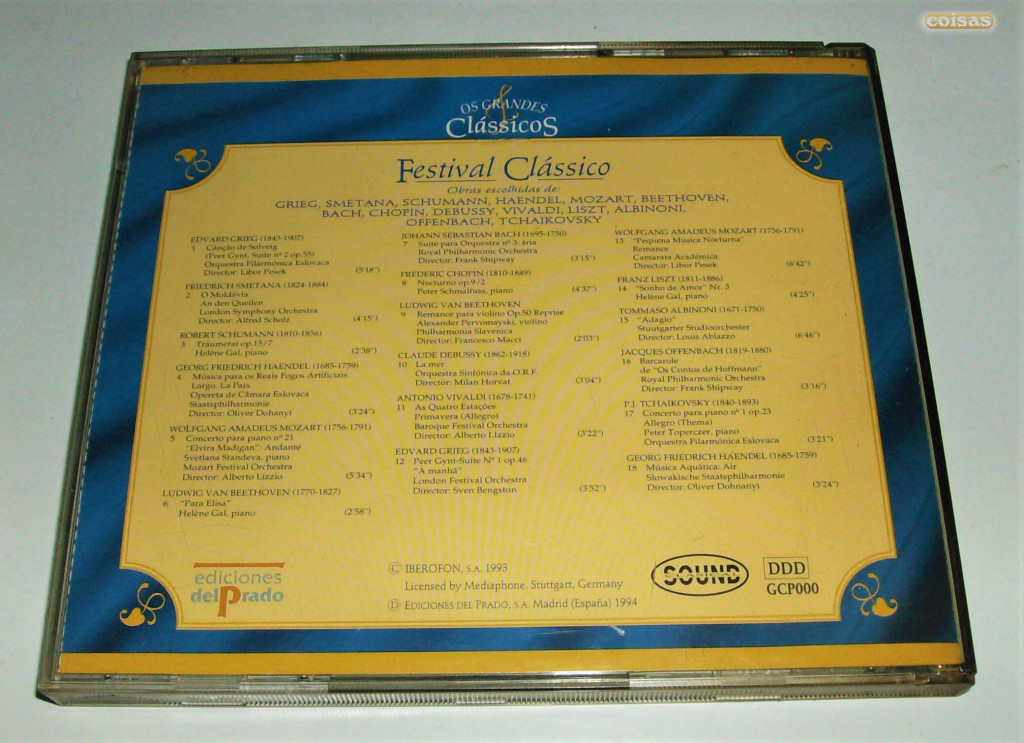 coisas
OS GRANDES
ClássicoS
Festival Clássico
Obras escolhidas de:
GRIEG, SMETANA, SCHUMANN, HAENDEL, MOZART, BEETHOVEN,
BACH, CHOPIN, DEBUSSY, VIVALDI, LISZT, ALBINONI,
OFFENBACH, TCHAIKOVSKY
EDVARD GRIEG (1843-1907)
1 Canção de Solveig
(Peer Gynt, Suite nº 2 op.55)
Orquestra Filarmónica Eslovaca
Director: Libor Pesek (5'18")
FRIEDRICH SMETANA (1824-1884)
2 O Moldávia
An den Quellen
London Symphony Orchestra
Director: Alfred Scholz (4'15")
ROBERT SCHUMANN (1810-1856)
3 Träumerai op.15/7
Helène Gal, piano (2'38")
GEORG FRIEDRICH HAENDEL (1685-1759)
4 Música para os Reais Fogos Artificiais
Largo, La Paix
Opereta de Câmara Eslovaca
Staatsphilharmonie
Director: Oliver Dohanyi (3'24")
WOLFGANG AMADEUS MOZART (1756-1791)
5 Concerto para piano nº 21
"Elvira Madigan": Andante
Svetlana Standeva, piano
Mozart Festival Orchestra
Director: Alberto Lizzio (5'34")
LUDWIG VAN BEETHOVEN (1770-1827)
6 "Para Elisa"
Helène Gal, piano (2'58")
JOHANN SEBASTIAN BACH (1695-1750)
7 Suite para Orquestra nº 3: ária
Royal Philharmonic Orchestra
Director: Frank Shipway (3'15")
FREDERIC CHOPIN (1810-1849)
8 Nocturno op.9/2
Peter Schmalfuss, piano (4'37")
LUDWIG VAN BEETHOVEN
9 Romance para violino Op.50 Reprise
Alexander Pervomayski, violino
Philharmonia Slavenica
Director: Francesco Macci (2'03")
CLAUDE DEBUSSY (1862-1918)
10 La mer
Orquestra Sinfónica da O.R.F.
Director: Milan Horvat (3'04")
ANTONIO VIVALDI (1678-1741)
11 As Quatro Estações
Primavera (Allegro)
Baroque Festival Orchestra
Director: Alberto LIzzio (3'22")
EDVARD GRIEG (1843-1907)
12 Peer Gynt-Suite Nº 1 op.46
"A manhã"
London Festival Orchestra
Director: Sven Bengston (3'52")
WOLFGANG AMADEUS MOZART (1756-1791)
13 "Pequena Música Nocturna"
Romance
Camarata Académica
Director: Libor Pesek (6'42")
FRANZ LISZT (1811-1886)
14 "Sonho de Amor" Nr. 3
Helène Gal, piano (4'25")
TOMMASO ALBINONI (1671-1750)
15 "Adagio"
Stuutgarter Studioorchester
Director: Louis Ablazzo (6'46")
JACQUES OFFENBACH (1819-1880)
16 Barcarole
de "Os Contos de Hoffmann"
Royal Philharmonic Orchestra
Director: Frank Shipway (3'16")
P.J. TCHAIKOVSKY (1840-1893)
17 Concerto para piano nº 1 op.23
Allegro (Thema)
Peter Toperczer, piano
Orquestra Filarmónica Eslovaca (3'21")
GEORG FRIEDRICH HÄENDEL (1685-1759)
18 Música Aquática: Air
Slowakische Staatsphilharmonie
Director: Oliver Dohnanyi (3'24")
ediciones
delPrado
© IBEROFON, S.A. 1993
Licensed by Mediaphone. Stuttgart, Germany
Ⓓ EDICIONES DEL PRADO, S.A. Madrid (España) 1994
SOUND
DDD
GCP000